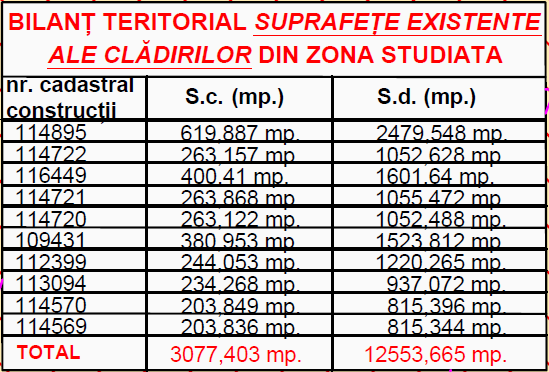 BILANȚ TERITORIAL SUPRAFEȚE EXISTENTE
ALE CLĂDIRILOR DIN ZONA STUDIATA
nr. cadastral construcții S.c. (mp.) S.d. (mp.)
114895 619,887 mp. 2479,548 mp.
114722 263,157 mp 1052,628 mp
116449 400.41 mp. 1601.64 mp.
114721 263,868 mp 1055,472 mp
114720 263,122 mp 1052,488 mp.
109431 380,953 mp 1523,812 mp
112399 244,053 mp. 1220,265 mp.
113094 234,268 mp. 937,072 mp.
114570 203,849 mp. 815,396 mp.
114569 203,836 mp. 815,344 mp.
TOTAL 3077,403 mp. 12553,665 mp.